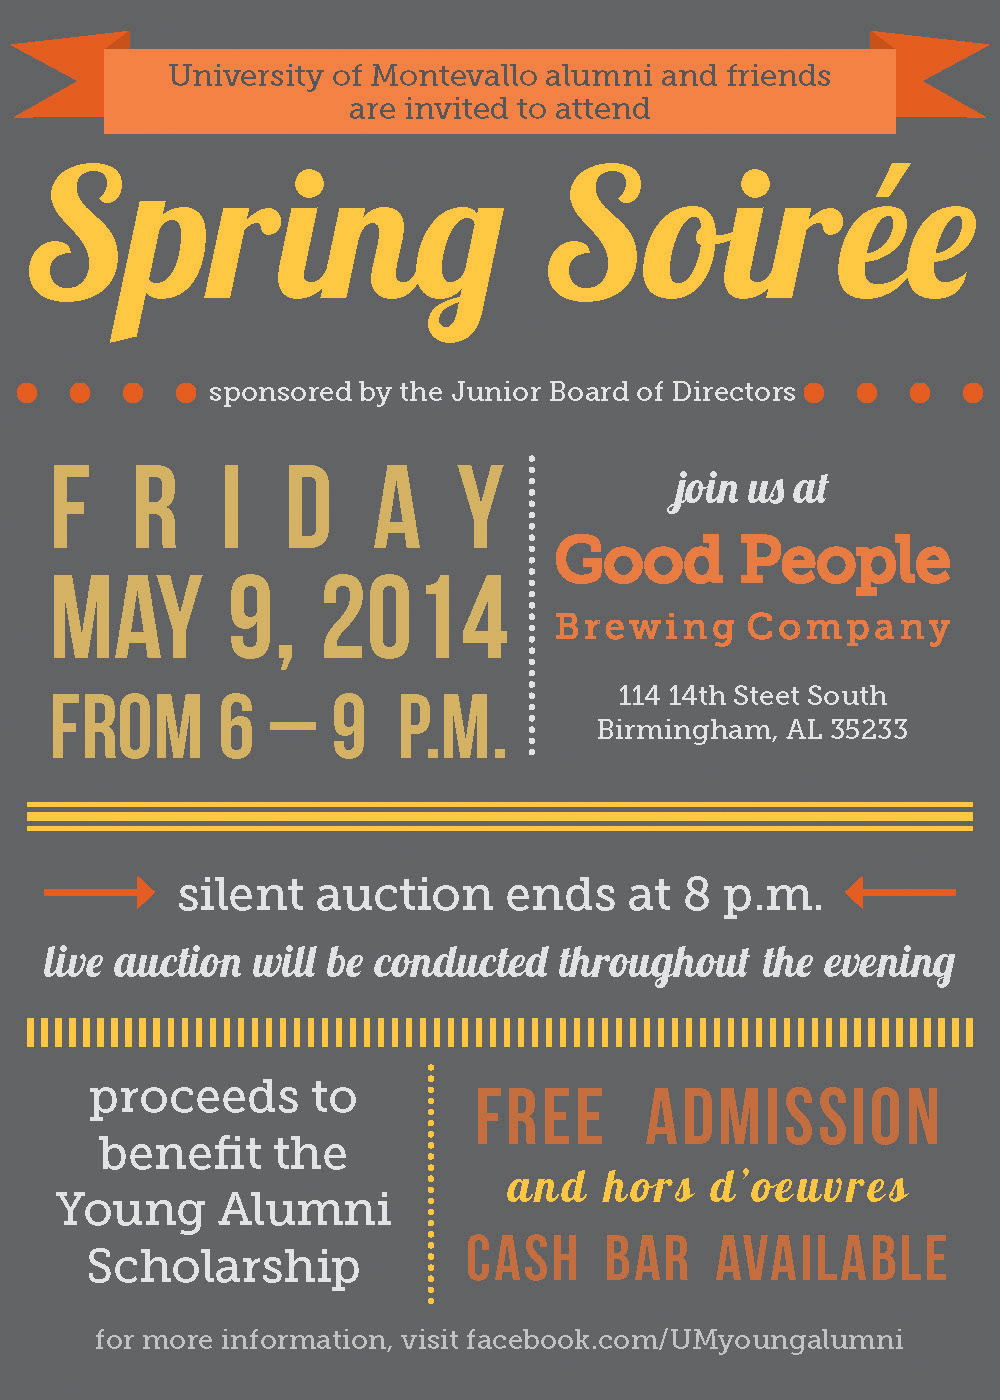 University of Montevallo alumni and friends
are invited to attend
Spring Soirée
sponsored by the Junior Board of Directors
FRIDAY
MAY 9, 2014
FROM 6 – 9 P.M.
join us at
Good People
Brewing Company
114 14th Steet South
Birmingham, AL 35233
silent auction ends at 8 p.m.
live auction will be conducted throughout the evening
proceeds to
benefit the
Young Alumni
Scholarship
FREE ADMISSION
and hors d'oeuvres
CASH BAR AVAILABLE
for more information, visit facebook.com/UMyoungalumni